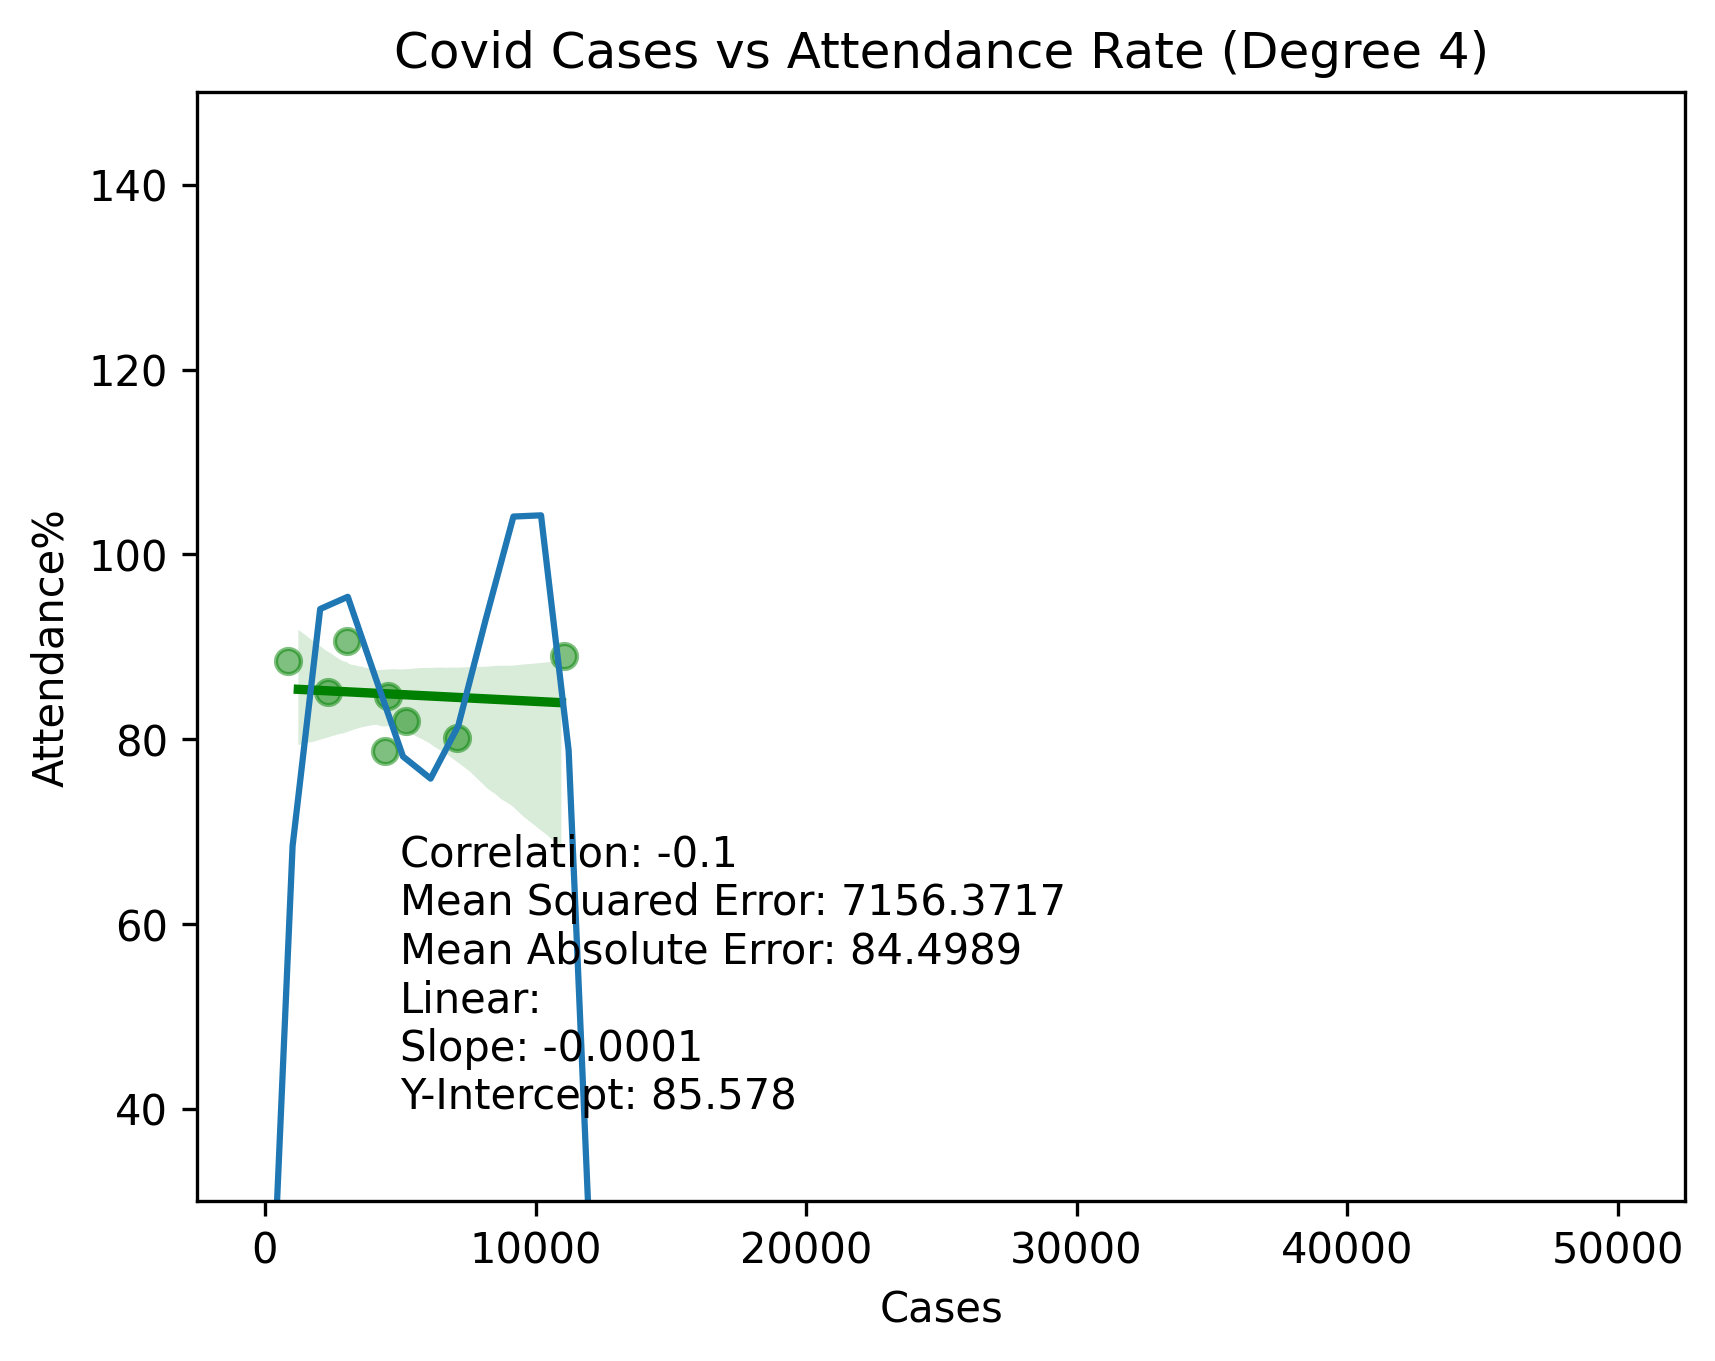 Covid Cases vs Attendance Rate (Degree 4)
140
120
100
80
60
40
Attendance%
Correlation: -0.1
Mean Squared Error: 7156.3717
Mean Absolute Error: 84.4989
Linear:
Slope: -0.0001
Y-Intercept: 85.578
0 10000 20000 30000 40000 50000
Cases